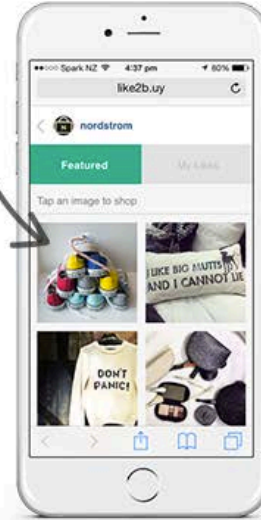 Spark NZ 4:37 pm 60%
like2b.uy
nordstrom
Featured My Likes
Tap an image to shop
I LIKE BIG MUTTS
AND I CANNOT LIE
DON'T
PANIC!